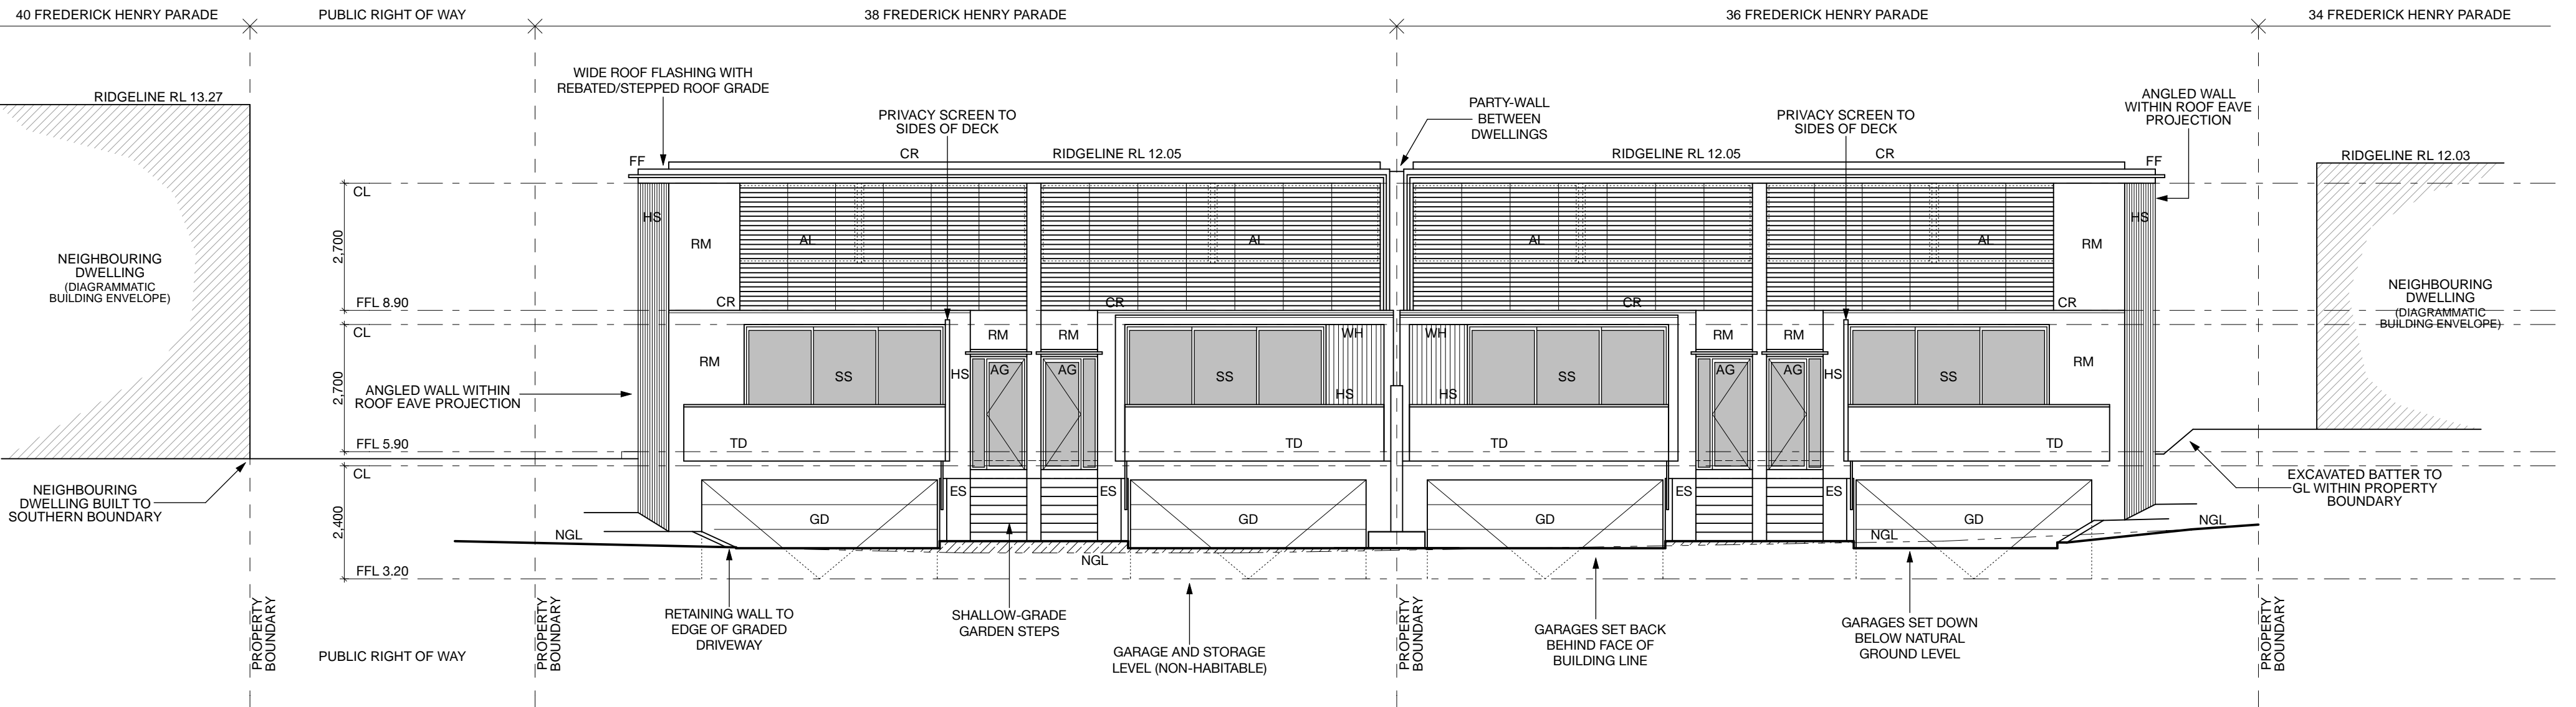 40 FREDERICK HENRY PARADE
PUBLIC RIGHT OF WAY
38 FREDERICK HENRY PARADE
36 FREDERICK HENRY PARADE
34 FREDERICK HENRY PARADE
WIDE ROOF FLASHING WITH
REBATED/STEPPED ROOF GRADE
RIDGELINE RL 13.27
PRIVACY SCREEN TO
SIDES OF DECK
PARTY-WALL
BETWEEN
DWELLINGS
PRIVACY SCREEN TO
SIDES OF DECK
ANGLED WALL
WITHIN ROOF EAVE
PROJECTION
FF
CR
RIDGELINE RL 12.05
RIDGELINE RL 12.05
CR
FF
RIDGELINE RL 12.03
CL
HS
RM
AL
AL
AL
AL
RM
HS
2,700
NEIGHBOURING
DWELLING
(DIAGRAMMATIC
BUILDING ENVELOPE)
NEIGHBOURING
DWELLING
(DIAGRAMMATIC
BUILDING ENVELOPE)
FFL 8.90
CR
CR
CR
CR
CL
RM
RM
RM
WH
WH
RM
RM
RM
SS
HS
AG
AG
SS
HS
HS
SS
AG
AG
HS
SS
2,700
ANGLED WALL WITHIN
ROOF EAVE PROJECTION
FFL 5.90
TD
TD
TD
TD
CL
NEIGHBOURING
DWELLING BUILT TO
SOUTHERN BOUNDARY
EXCAVATED BATTER TO
GL WITHIN PROPERTY
BOUNDARY
2,400
ES
ES
ES
ES
GD
GD
GD
GD
NGL
NGL
NGL
NGL
FFL 3.20
PROPERTY
BOUNDARY
PROPERTY
BOUNDARY
RETAINING WALL TO
EDGE OF GRADED
DRIVEWAY
SHALLOW-GRADE
GARDEN STEPS
GARAGE AND STORAGE
LEVEL (NON-HABITABLE)
PROPERTY
BOUNDARY
GARAGES SET BACK
BEHIND FACE OF
BUILDING LINE
GARAGES SET DOWN
BELOW NATURAL
GROUND LEVEL
PROPERTY
BOUNDARY
PUBLIC RIGHT OF WAY